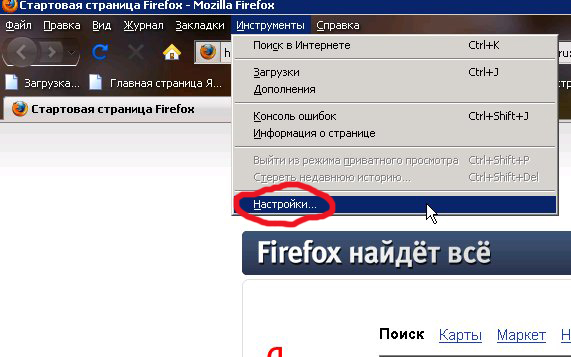 Стартовая страница Firefox - Mozilla Firefox
Файл Правка Вид Журнал Закладки Инструменты Справка
Поиск в Интернете Ctrl+K
Загрузки Ctrl+J
Дополнения
Консоль ошибок Ctrl+Shift+J
Информация о странице
Выйти из режима приватного просмотра Ctrl+Shift+P
Стереть недавнюю историю... Ctrl+Shift+Del
Настройки...
h
ru:
Загрузка...
Главная страница Я...
Стартовая страница Firefox
Firefox найдёт всё
Поиск Карты Маркет Н
Я